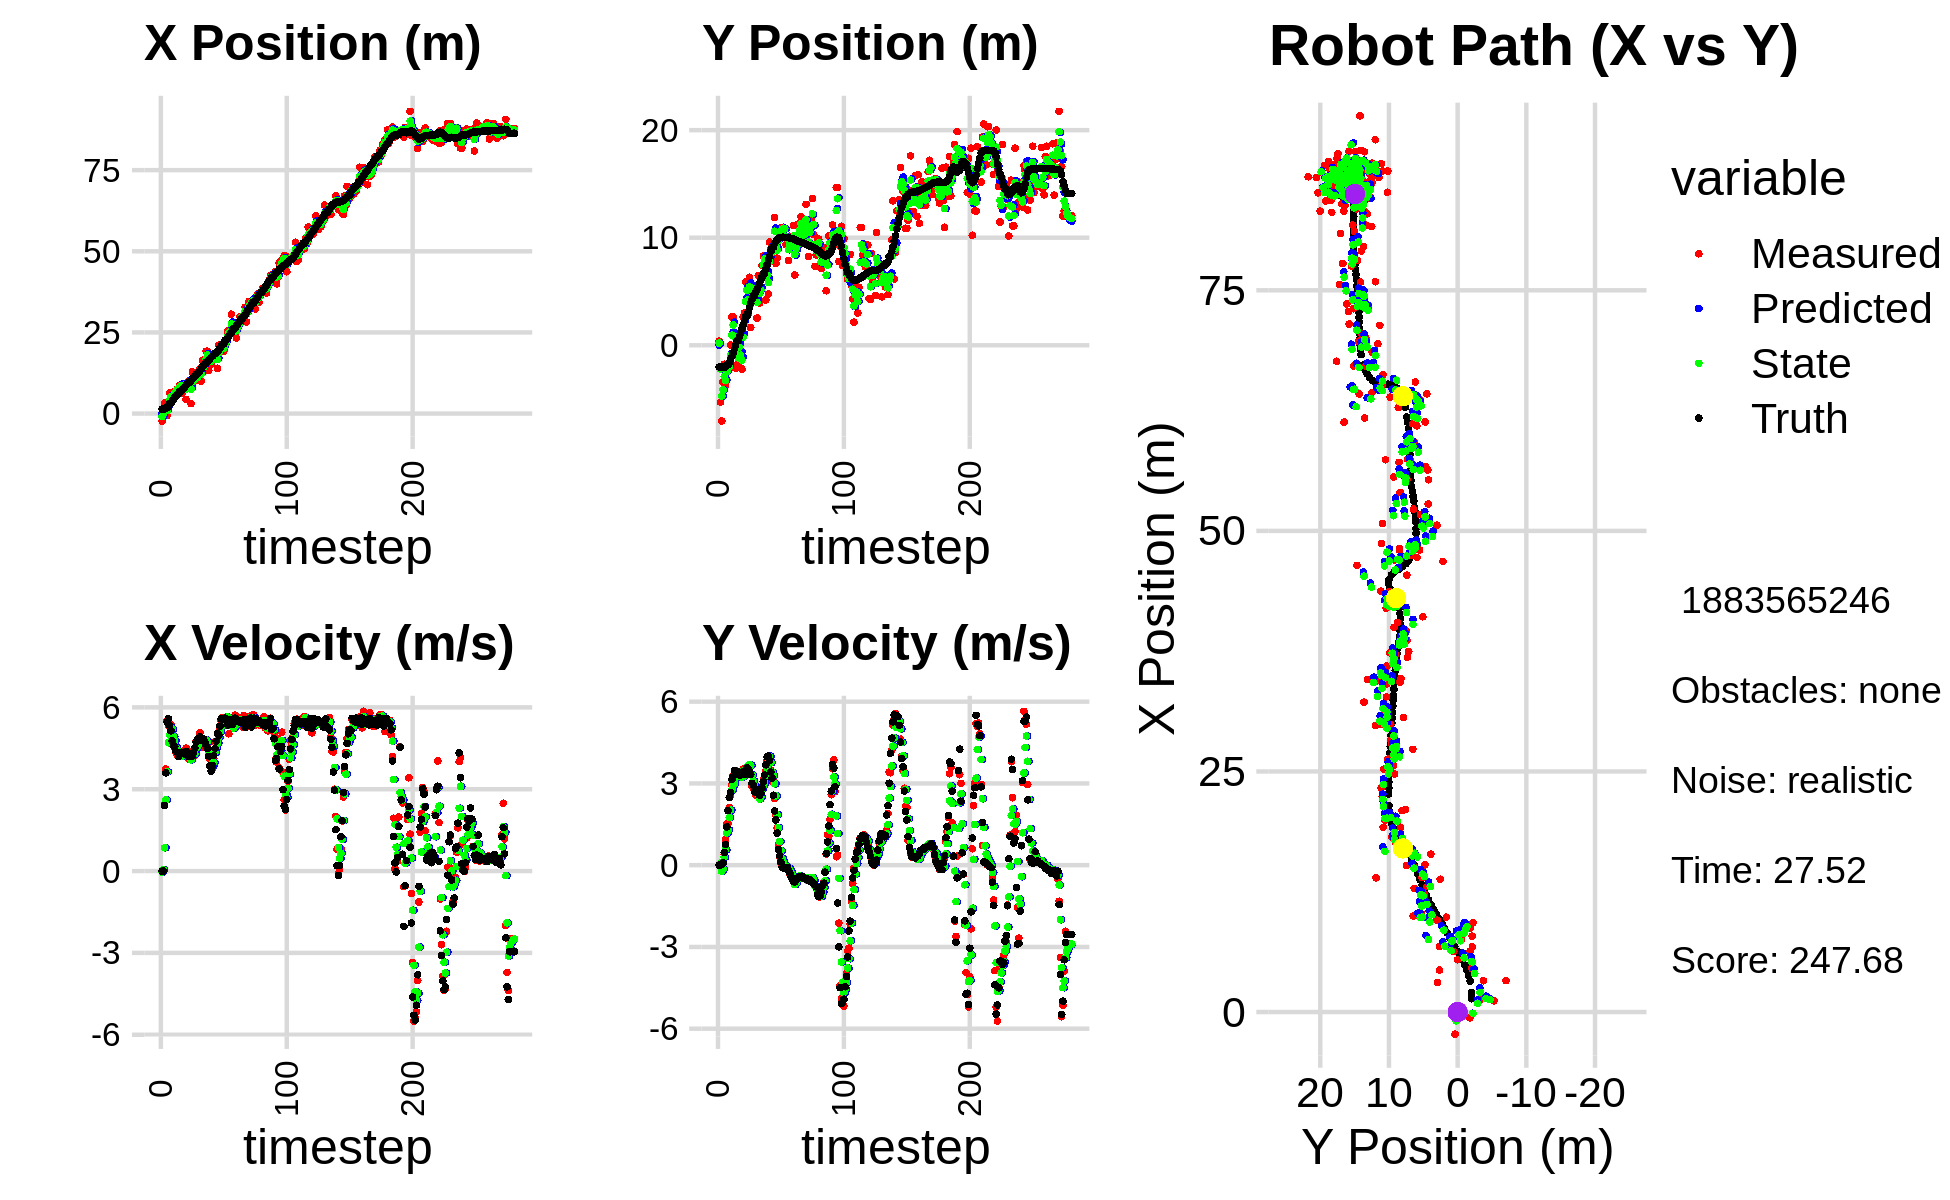 X Position (m)
75
50
25
0
0
100
200
timestep
Y Position (m)
20
10
0
0
100
200
timestep
X Velocity (m/s)
6
3
0
-3
-6
0
100
200
timestep
Y Velocity (m/s)
6
3
0
-3
-6
0
100
200
timestep
Robot Path (X vs Y)
X Position (m)
75
50
25
0
20 10 0 -10 -20
Y Position (m)
variable
Measured
Predicted
State
Truth
1883565246
Obstacles: none
Noise: realistic
Time: 27.52
Score: 247.68